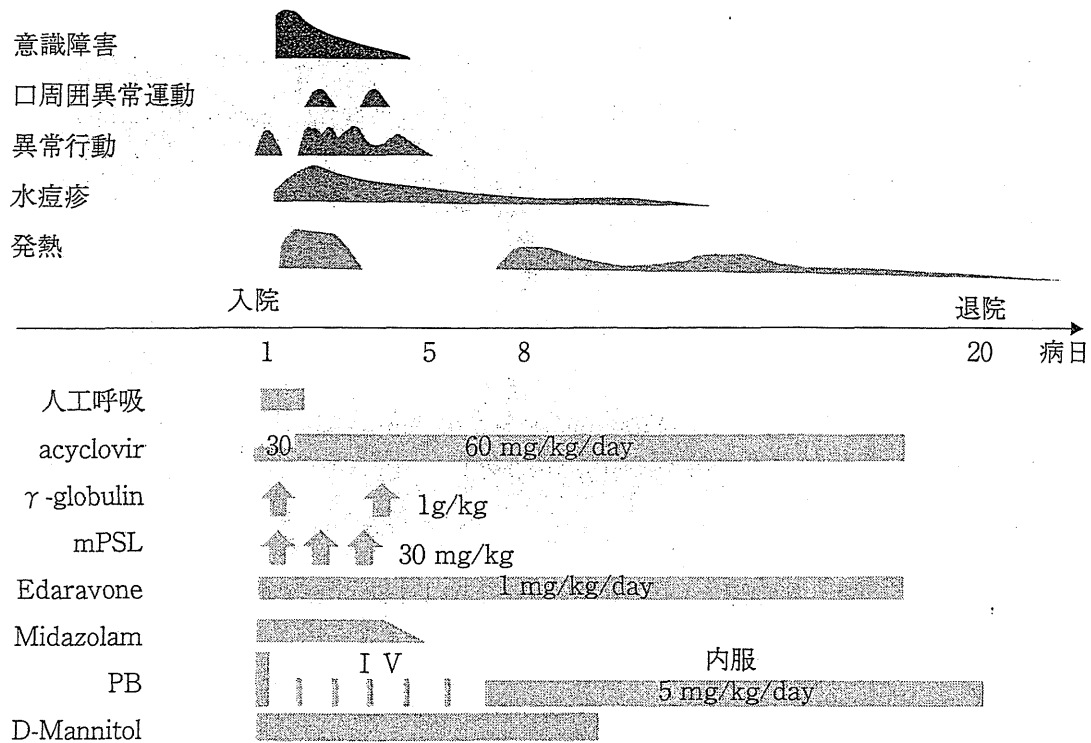 意識障害
口周囲異常運動
異常行動
水痘疹
発熱
入院
退院
1 5 8 20 病日
人工呼吸
acyclovir 30 60 mg/kg/day
γ-globulin 1g/kg
mPSL 30 mg/kg
Edaravone 1 mg/kg/day
Midazolam
I V 内服
PB 5 mg/kg/day
D-Mannitol